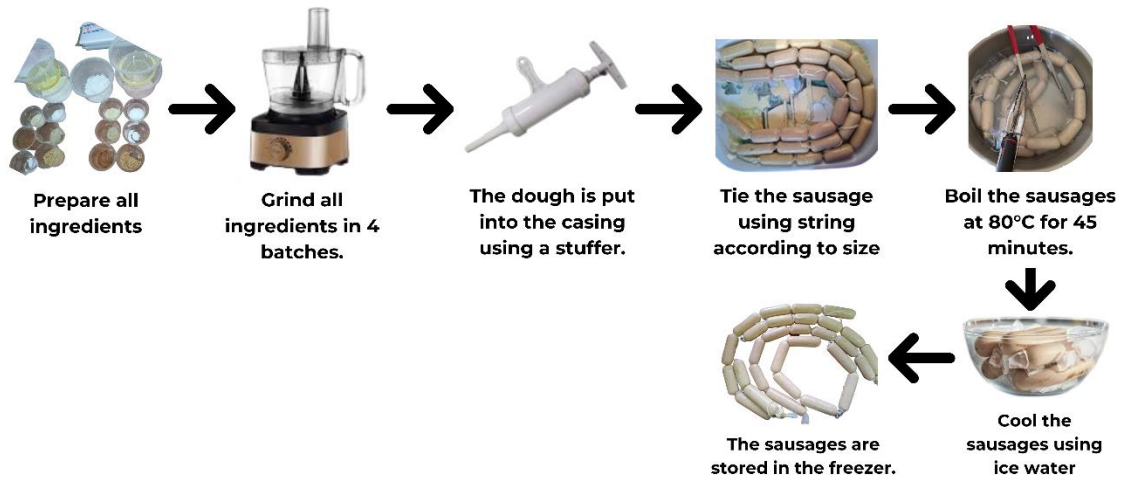 Prepare all
ingredients
Grind all
ingredients in 4
batches.
The dough is put
into the casing
using a stuffer.
Tie the sausage
using string
according to size
Boil the sausages
at 80°C for 45
minutes.
Cool the
sausages using
ice water
The sausages are
stored in the freezer.